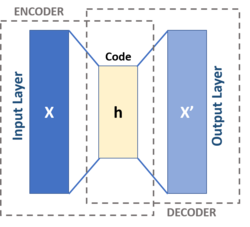 ENCODER
Code
Input Layer
X
h
X'
Output Layer
DECODER